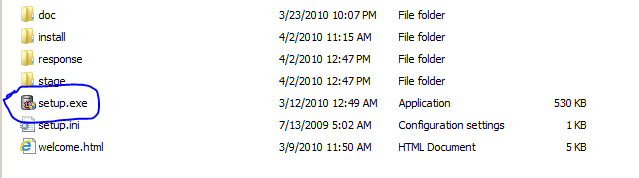 doc 3/23/2010 10:07 PM File folder
install 4/2/2010 11:15 AM File folder
response 4/2/2010 12:47 PM File folder
stage 4/2/2010 12:47 PM File folder
setup.exe 3/12/2010 12:49 AM Application 530 KB
setup.ini 7/13/2009 5:02 AM Configuration settings 1 KB
welcome.html 3/9/2010 11:50 AM HTML Document 5 KB